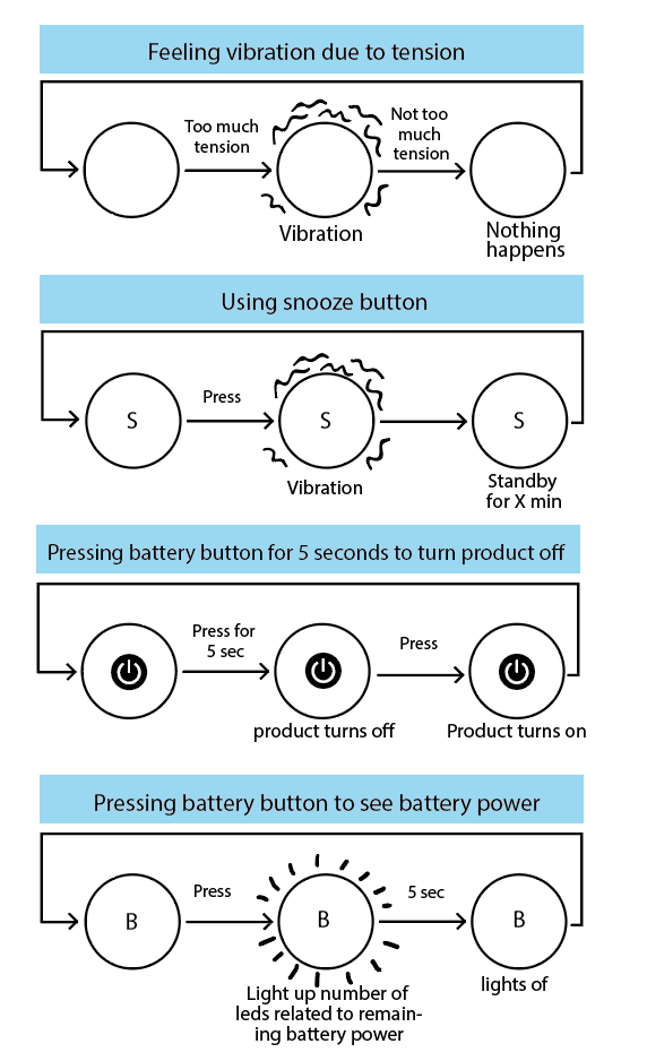 Feeling vibration due to tension
Too much
tension
Not too
much
tension
Vibration
Nothing
happens
Using snooze button
S
Press
S
S
Vibration
Standby
for X min
Pressing battery button for 5 seconds to turn product off
Press for
5 sec
Press
product turns off
Product turns on
Pressing battery button to see battery power
B
Press
B
5 sec
B
Light up number of
leds related to remain-
ing battery power
lights of